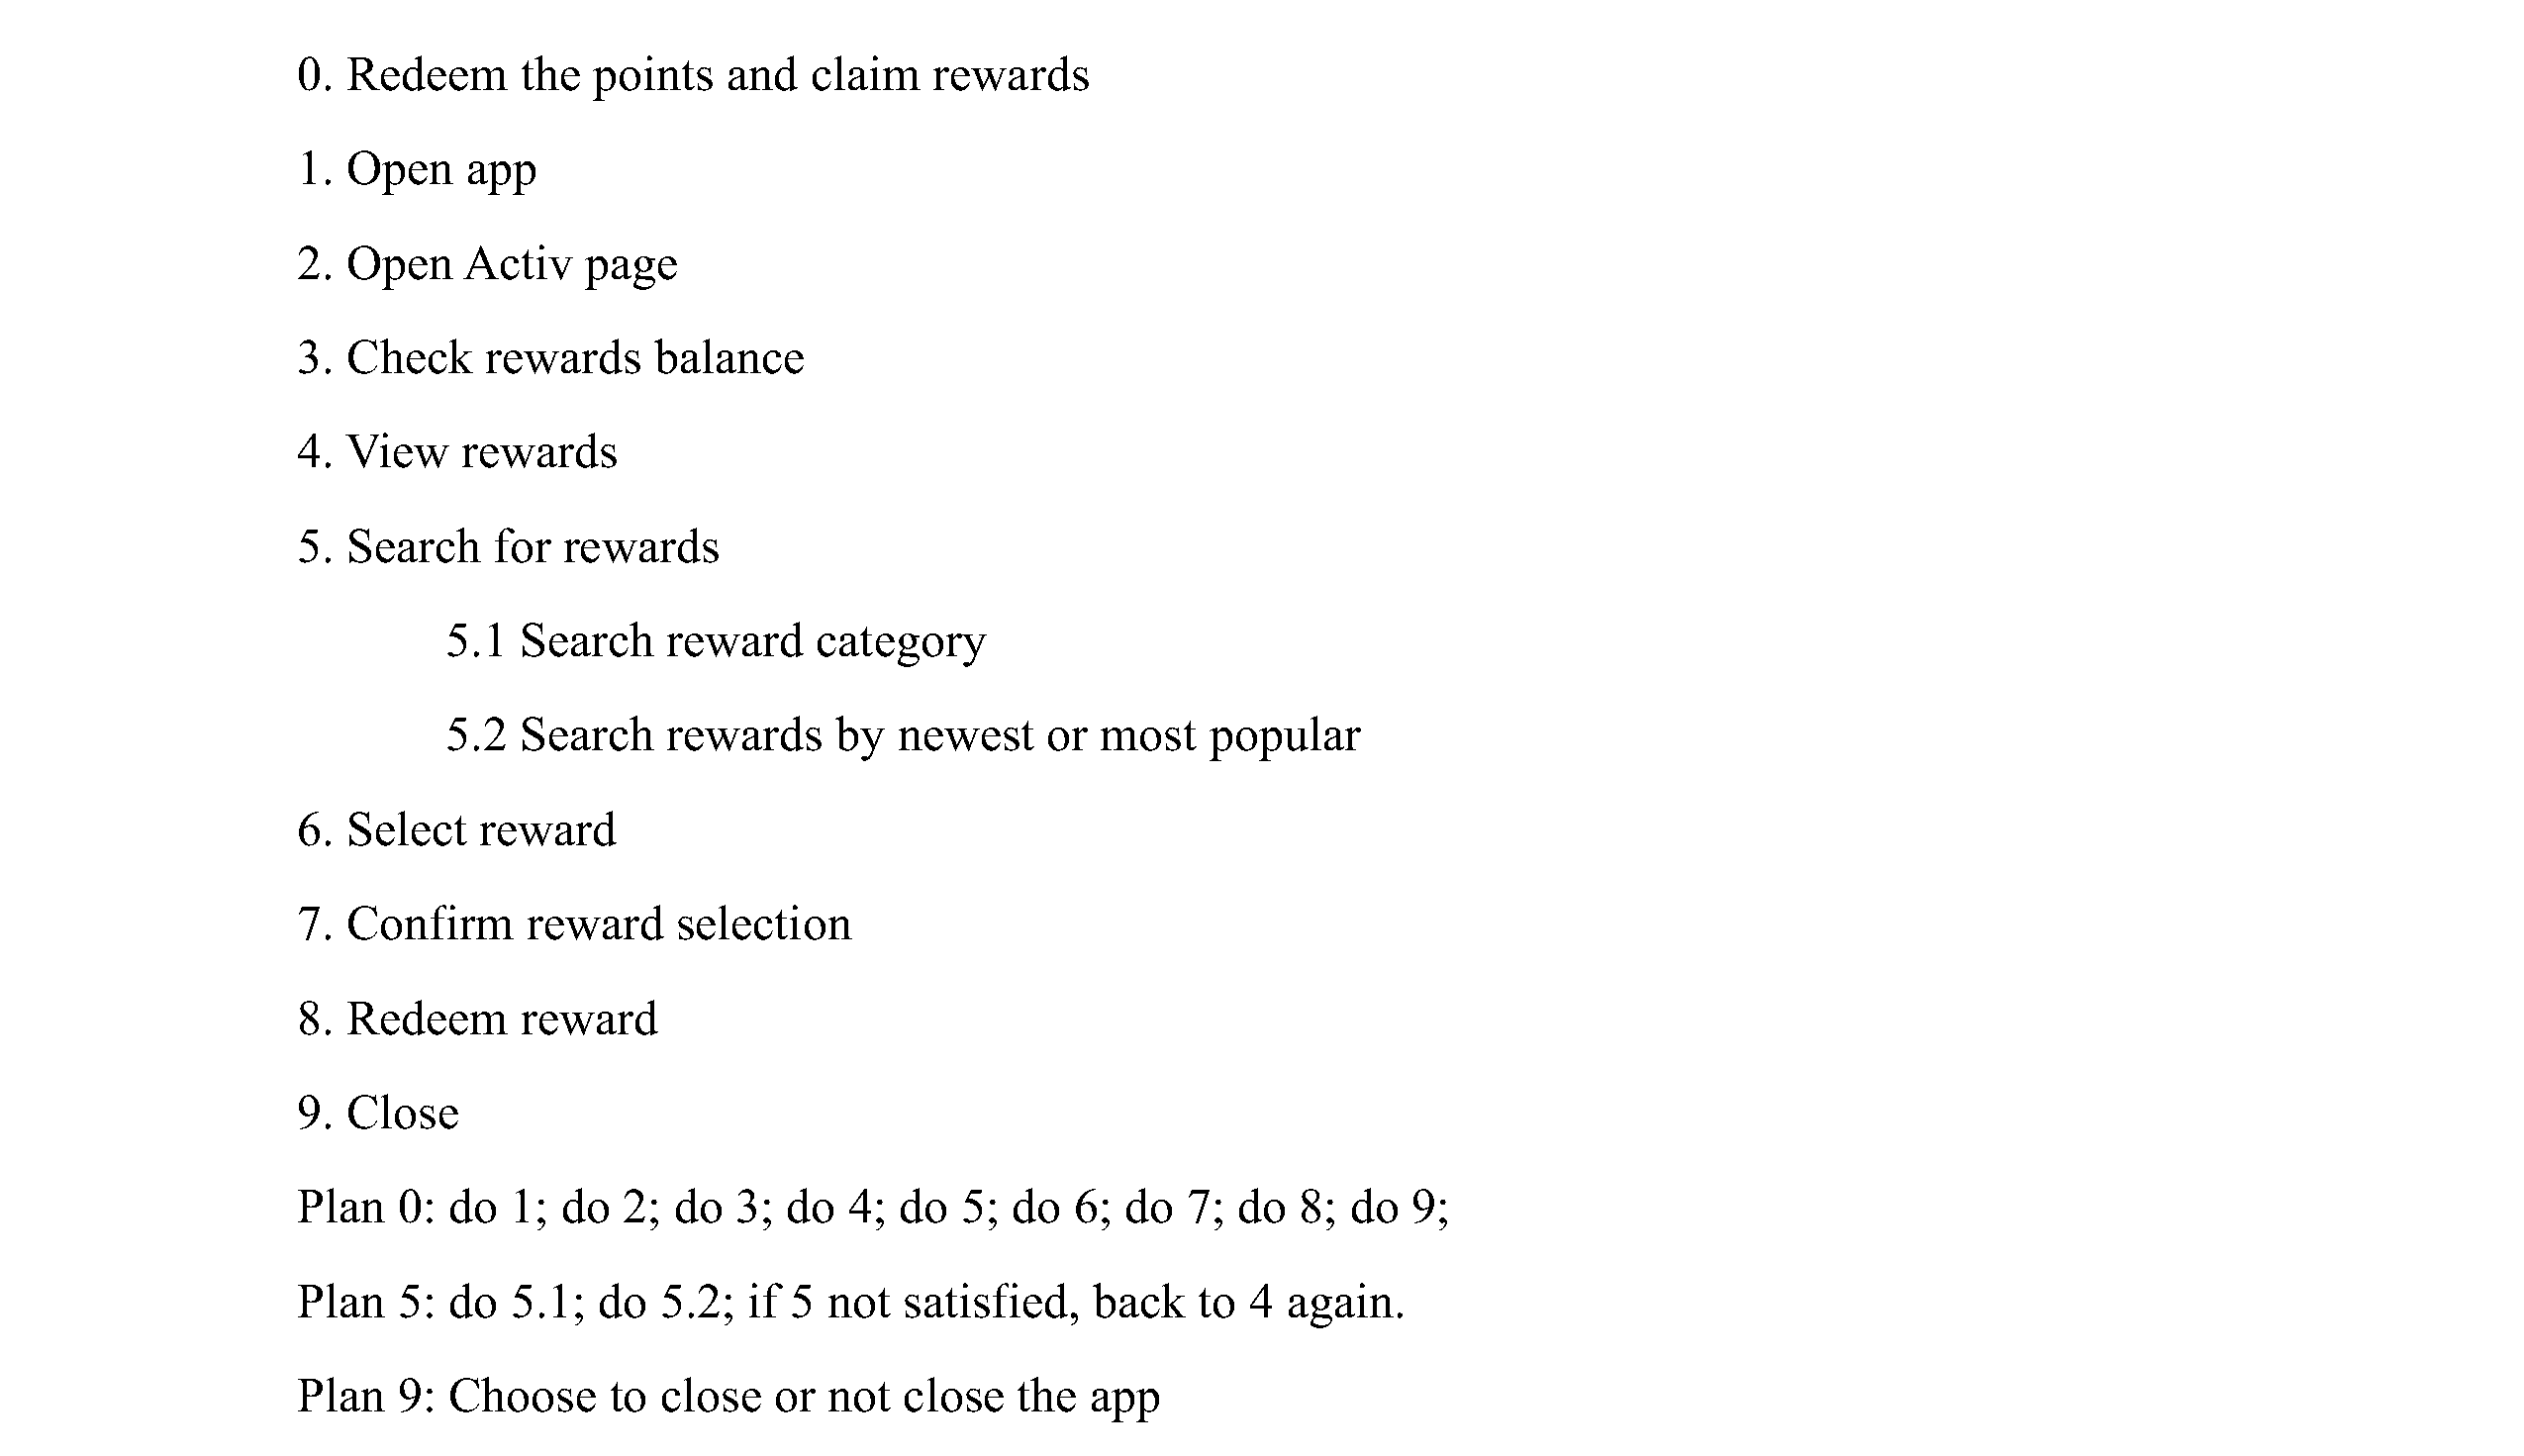 0. Redeem the points and claim rewards
1. Open app
2. Open Activ page
3. Check rewards balance
4. View rewards
5. Search for rewards
5.1 Search reward category
5.2 Search rewards by newest or most popular
6. Select reward
7. Confirm reward selection
8. Redeem reward
9. Close
Plan 0: do 1; do 2; do 3; do 4; do 5; do 6; do 7; do 8; do 9;
Plan 5: do 5.1; do 5.2; if 5 not satisfied, back to 4 again.
Plan 9: Choose to close or not close the app